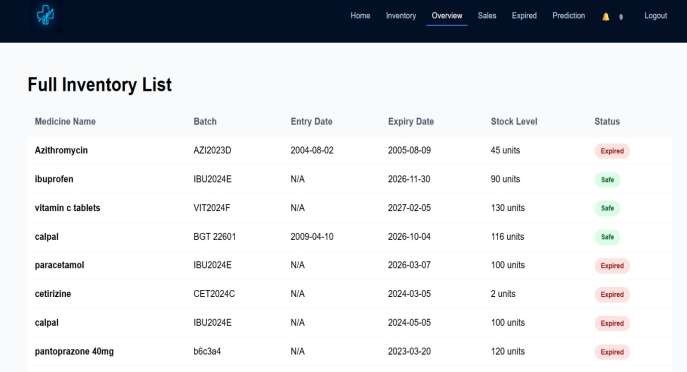 Home Inventory Overview Sales Expired Prediction 0 Logout
Full Inventory List
Medicine Name Batch Entry Date Expiry Date Stock Level Status
Azithromycin AZI2023D 2004-08-02 2005-08-09 45 units Expired
ibuprofen IBU2024E N/A 2026-11-30 90 units Safe
vitamin c tablets VIT2024F N/A 2027-02-05 130 units Safe
calpal BGT 22601 2009-04-10 2026-10-04 116 units Safe
paracetamol IBU2024E N/A 2026-03-07 100 units Expired
cetirizine CET2024C N/A 2024-03-05 2 units Expired
calpal IBU2024E N/A 2024-05-05 100 units Expired
pantoprazone 40mg b6c3a4 N/A 2023-03-20 120 units Expired